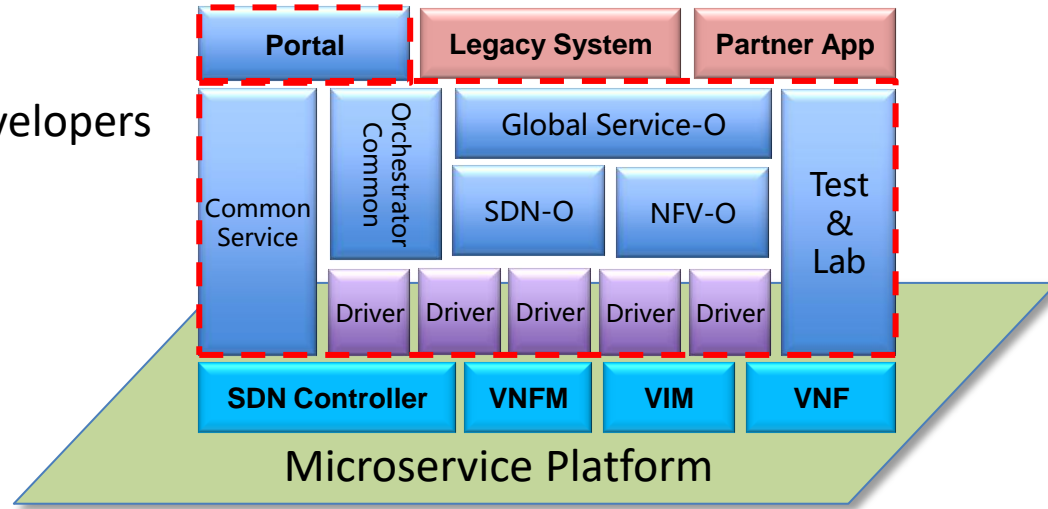 Portal
Legacy System
Partner App
velopers
Orchestrator
Common
Global Service-O
Common
Service
SDN-O
NFV-O
Test
&
Lab
Driver
Driver
Driver
Driver
Driver
SDN Controller
VNFM
VIM
VNF
Microservice Platform